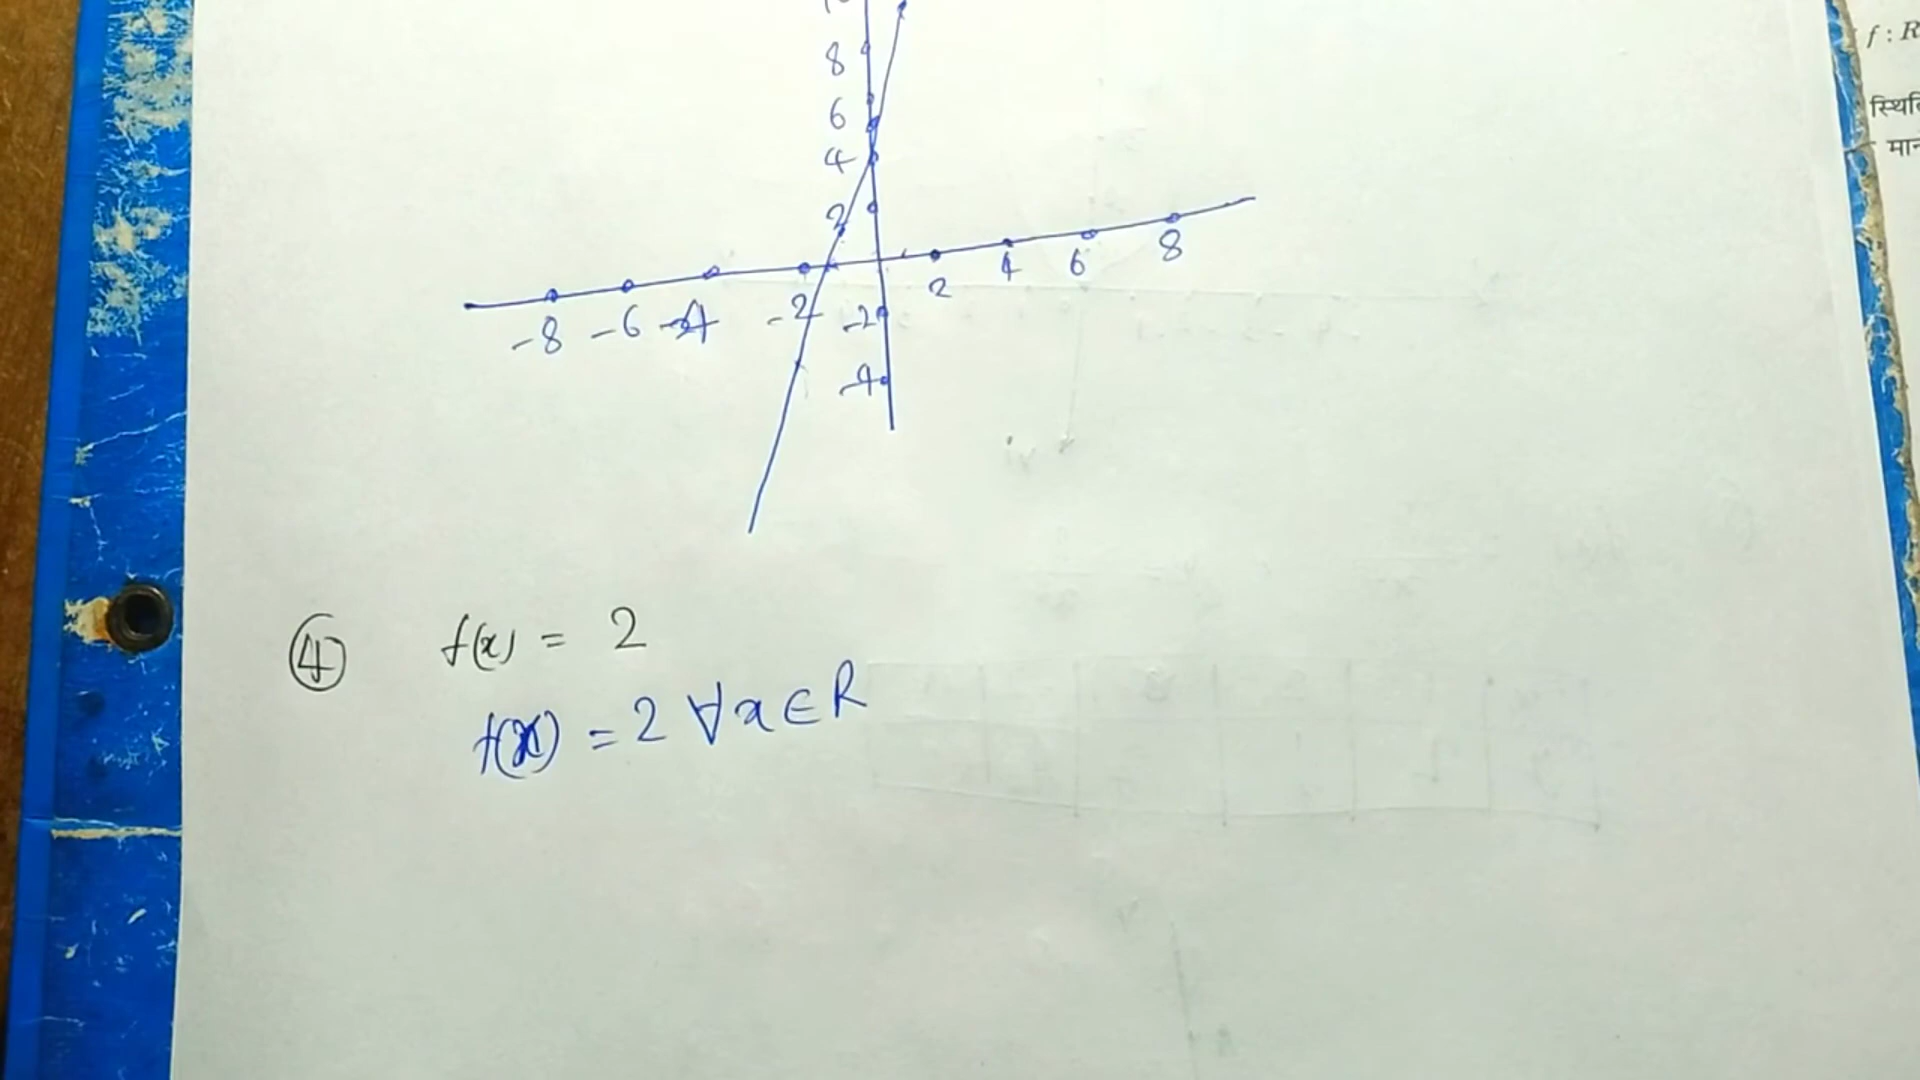 8
6
4
2
-8 -6 -4 -2 2 4 6 8
-2
-4
④ f(x) = 2
f(x) = 2 ∀x∈R
f : R